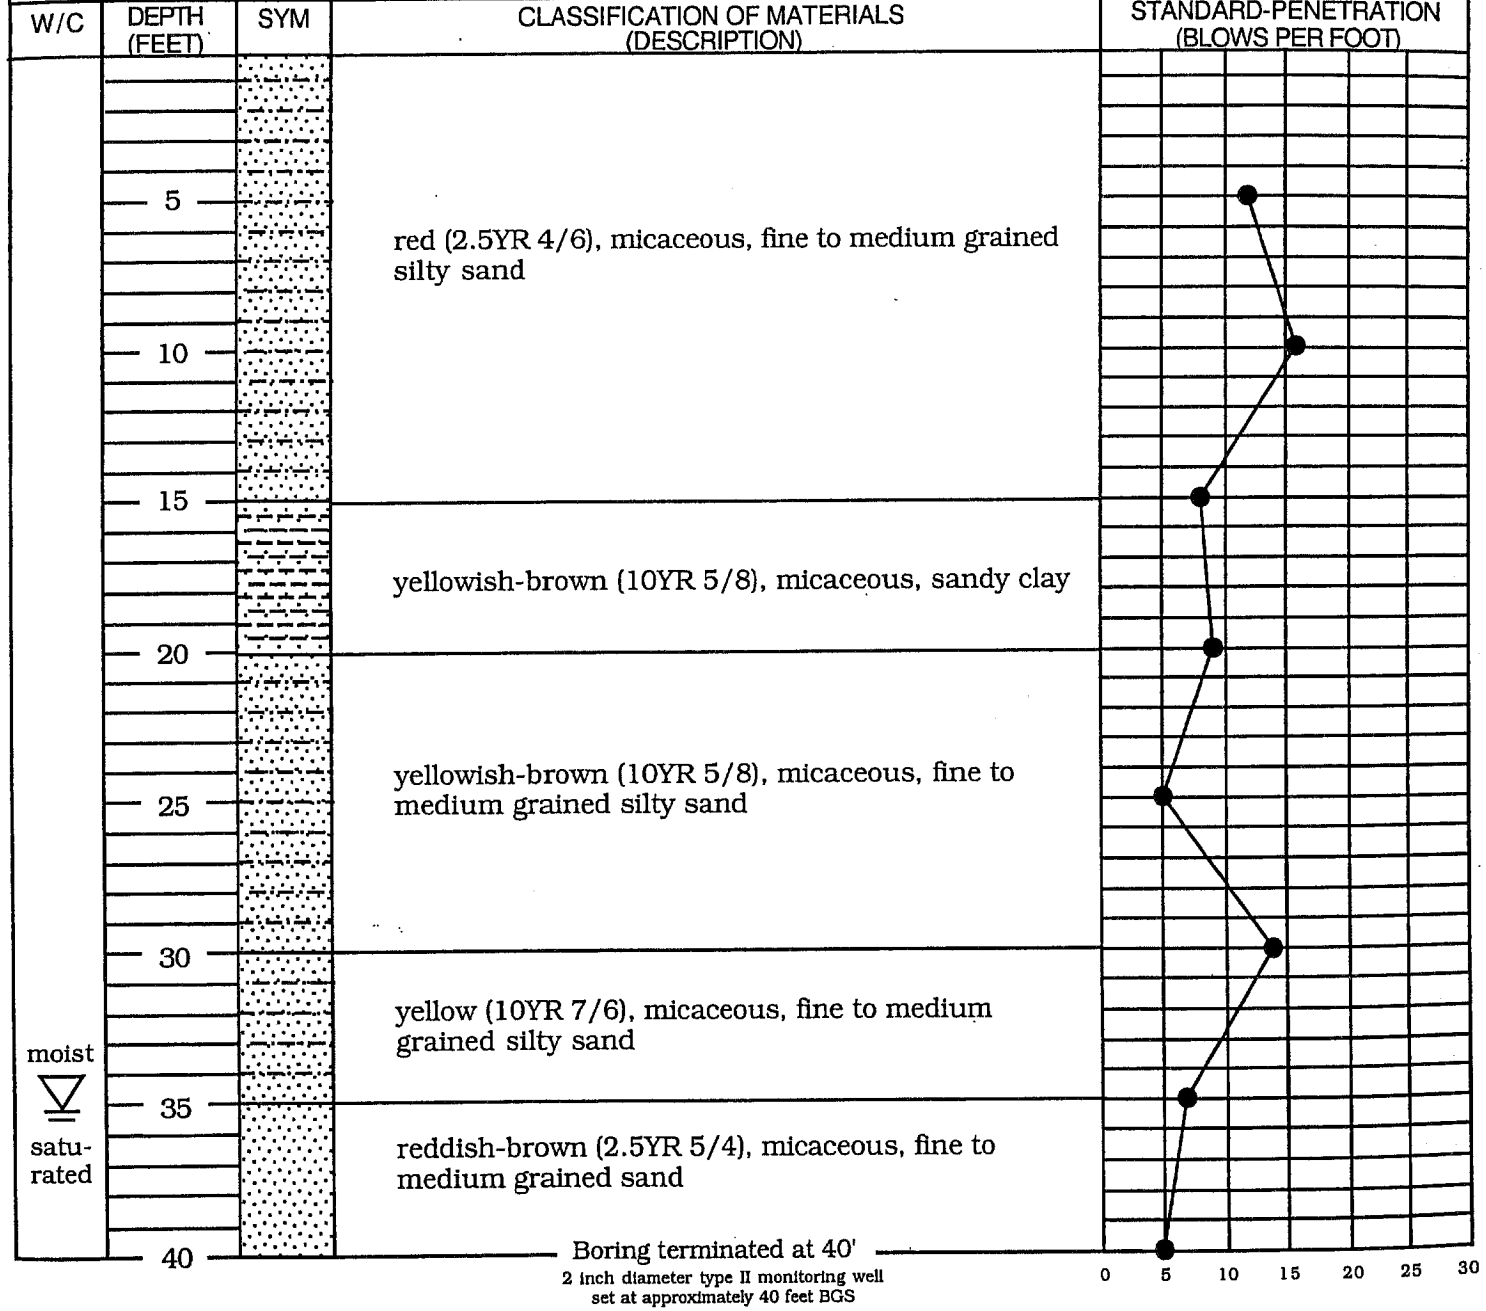 W/C
DEPTH
(FEET)
SYM
CLASSIFICATION OF MATERIALS
(DESCRIPTION)
STANDARD-PENETRATION
(BLOWS PER FOOT)
5
red (2.5YR 4/6), micaceous, fine to medium grained
silty sand
10
15
yellowish-brown (10YR 5/8), micaceous, sandy clay
20
yellowish-brown (10YR 5/8), micaceous, fine to
medium grained silty sand
25
30
yellow (10YR 7/6), micaceous, fine to medium
grained silty sand
moist
35
satu-
rated
reddish-brown (2.5YR 5/4), micaceous, fine to
medium grained sand
40
Boring terminated at 40'
2 inch diameter type II monitoring well
set at approximately 40 feet BGS
0 5 10 15 20 25 30